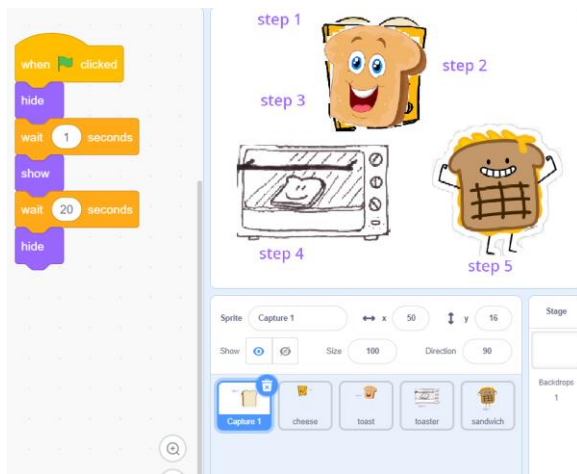 step 1
when clicked
step 2
hide
step 3
wait 1 seconds
show
wait 20 seconds
hide
step 4
step 5
Sprite Capture 1 x 50 y 16
Stage
Show Size 100 Direction 90
Backdrops
1
Capture 1 cheese toast toaster sandwich